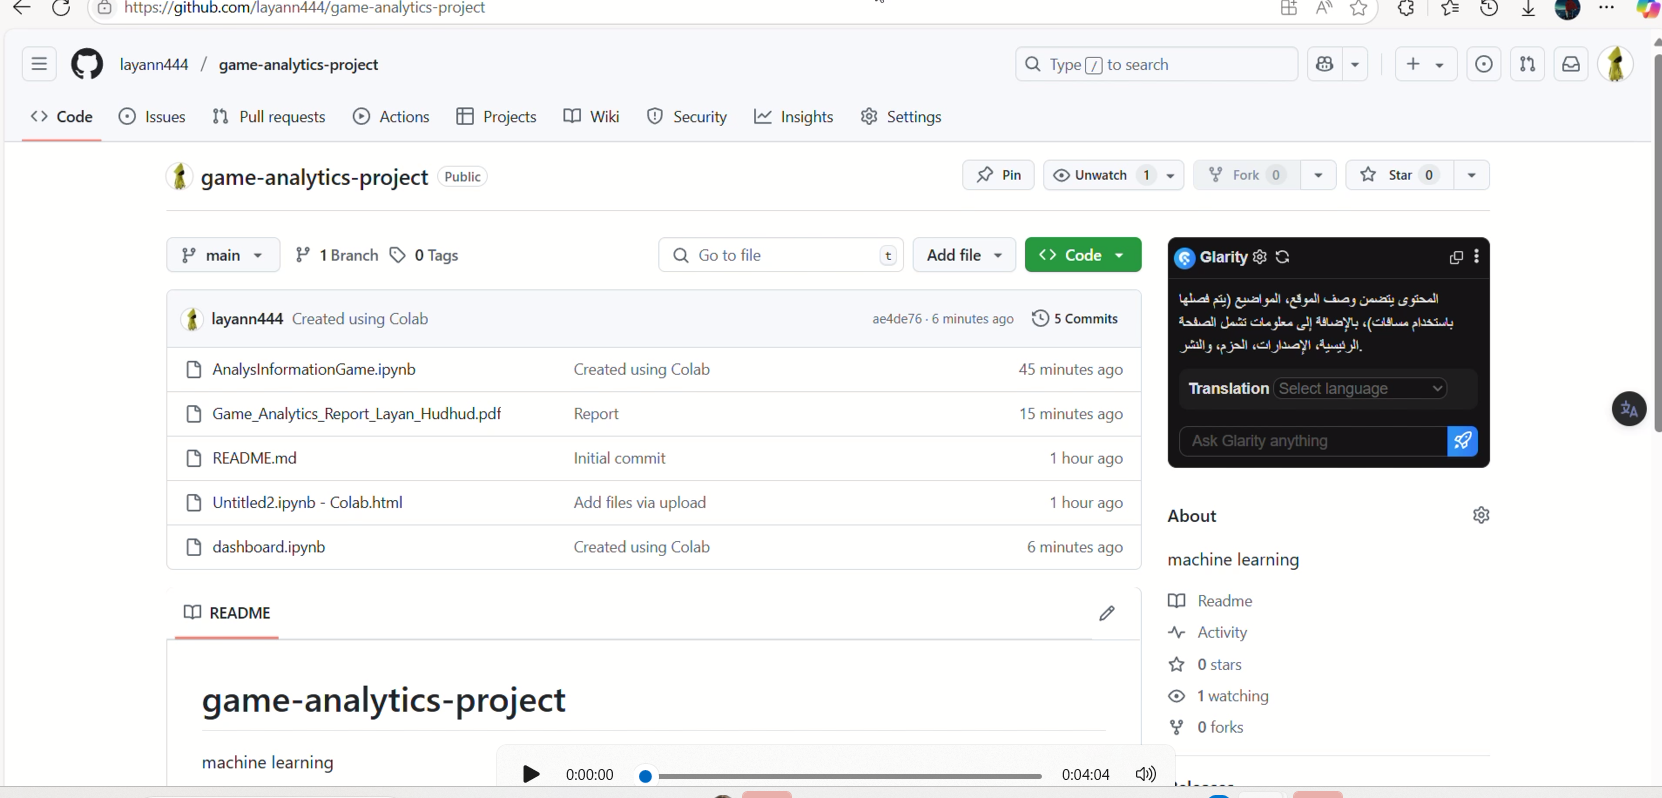 https://github.com/layann444/game-analytics-project
layann444 / game-analytics-project
Type / to search
Code Issues Pull requests Actions Projects Wiki Security Insights Settings
game-analytics-project Public
Pin Unwatch 1 Fork 0 Star 0
main 1 Branch 0 Tags Go to file t Add file Code
layann444 Created using Colab ae4de76 · 6 minutes ago 5 Commits
AnalysInformationGame.ipynb Created using Colab 45 minutes ago
Game_Analytics_Report_Layan_Hudhud.pdf Report 15 minutes ago
README.md Initial commit 1 hour ago
Untitled2.ipynb - Colab.html Add files via upload 1 hour ago
dashboard.ipynb Created using Colab 6 minutes ago
README
game-analytics-project
machine learning
0:00:00 0:04:04
Glarity
المحتوى يتضمن وصف الموقع، المواضيع (يتم فصلها
باستخدام مسافات)، بالإضافة إلى معلومات تشمل الصفحة
الرئيسية، الإصدارات، الحزم، والنشر.
Translation Select language
Ask Glarity anything
About
machine learning
Readme
Activity
0 stars
1 watching
0 forks